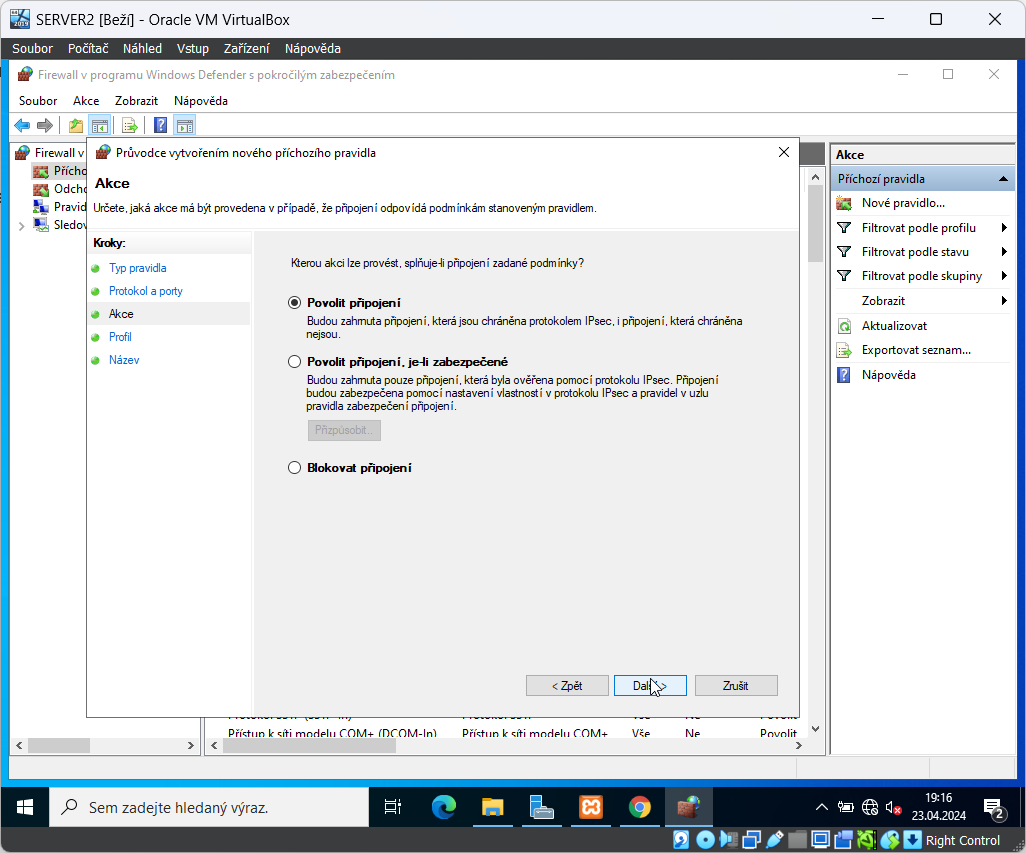 SERVER2 [Beží] - Oracle VM VirtualBox
Soubor Počítač Náhled Vstup Zařízení Nápověda
Firewall v programu Windows Defender s pokročilým zabezpečením
Soubor Akce Zobrazit Nápověda
Firewall v
Přícho
Odcho
Pravid
Sledov
Průvodce vytvořením nového příchozího pravidla
Akce
Určete, jaká akce má být provedena v případě, že připojení odpovídá podmínkám stanoveným pravidlem.
Kroky:
Typ pravidla
Protokol a porty
Akce
Profil
Název
Kterou akci lze provést, splňuje-li připojení zadané podmínky?
Povolit připojení
Budou zahrnuta připojení, která jsou chráněna protokolem IPsec, i připojení, která chráněna
nejsou.
Povolit připojení, je-li zabezpečené
Budou zahrnuta pouze připojení, která byla ověřena pomocí protokolu IPsec. Připojení
budou zabezpečena pomocí nastavení vlastností v protokolu IPsec a pravidel v uzlu
pravidla zabezpečení připojení.
Přizpůsobit...
Blokovat připojení
< Zpět
Další >
Zrušit
Přístup k síti modelu COM+ (DCOM-In) Přístup k síti modelu COM+ Vše Ne Povolit
Akce
Příchozí pravidla
Nové pravidlo...
Filtrovat podle profilu
Filtrovat podle stavu
Filtrovat podle skupiny
Zobrazit
Aktualizovat
Exportovat seznam...
Nápověda
Sem zadejte hledaný výraz.
19:16
23.04.2024
2
Right Control